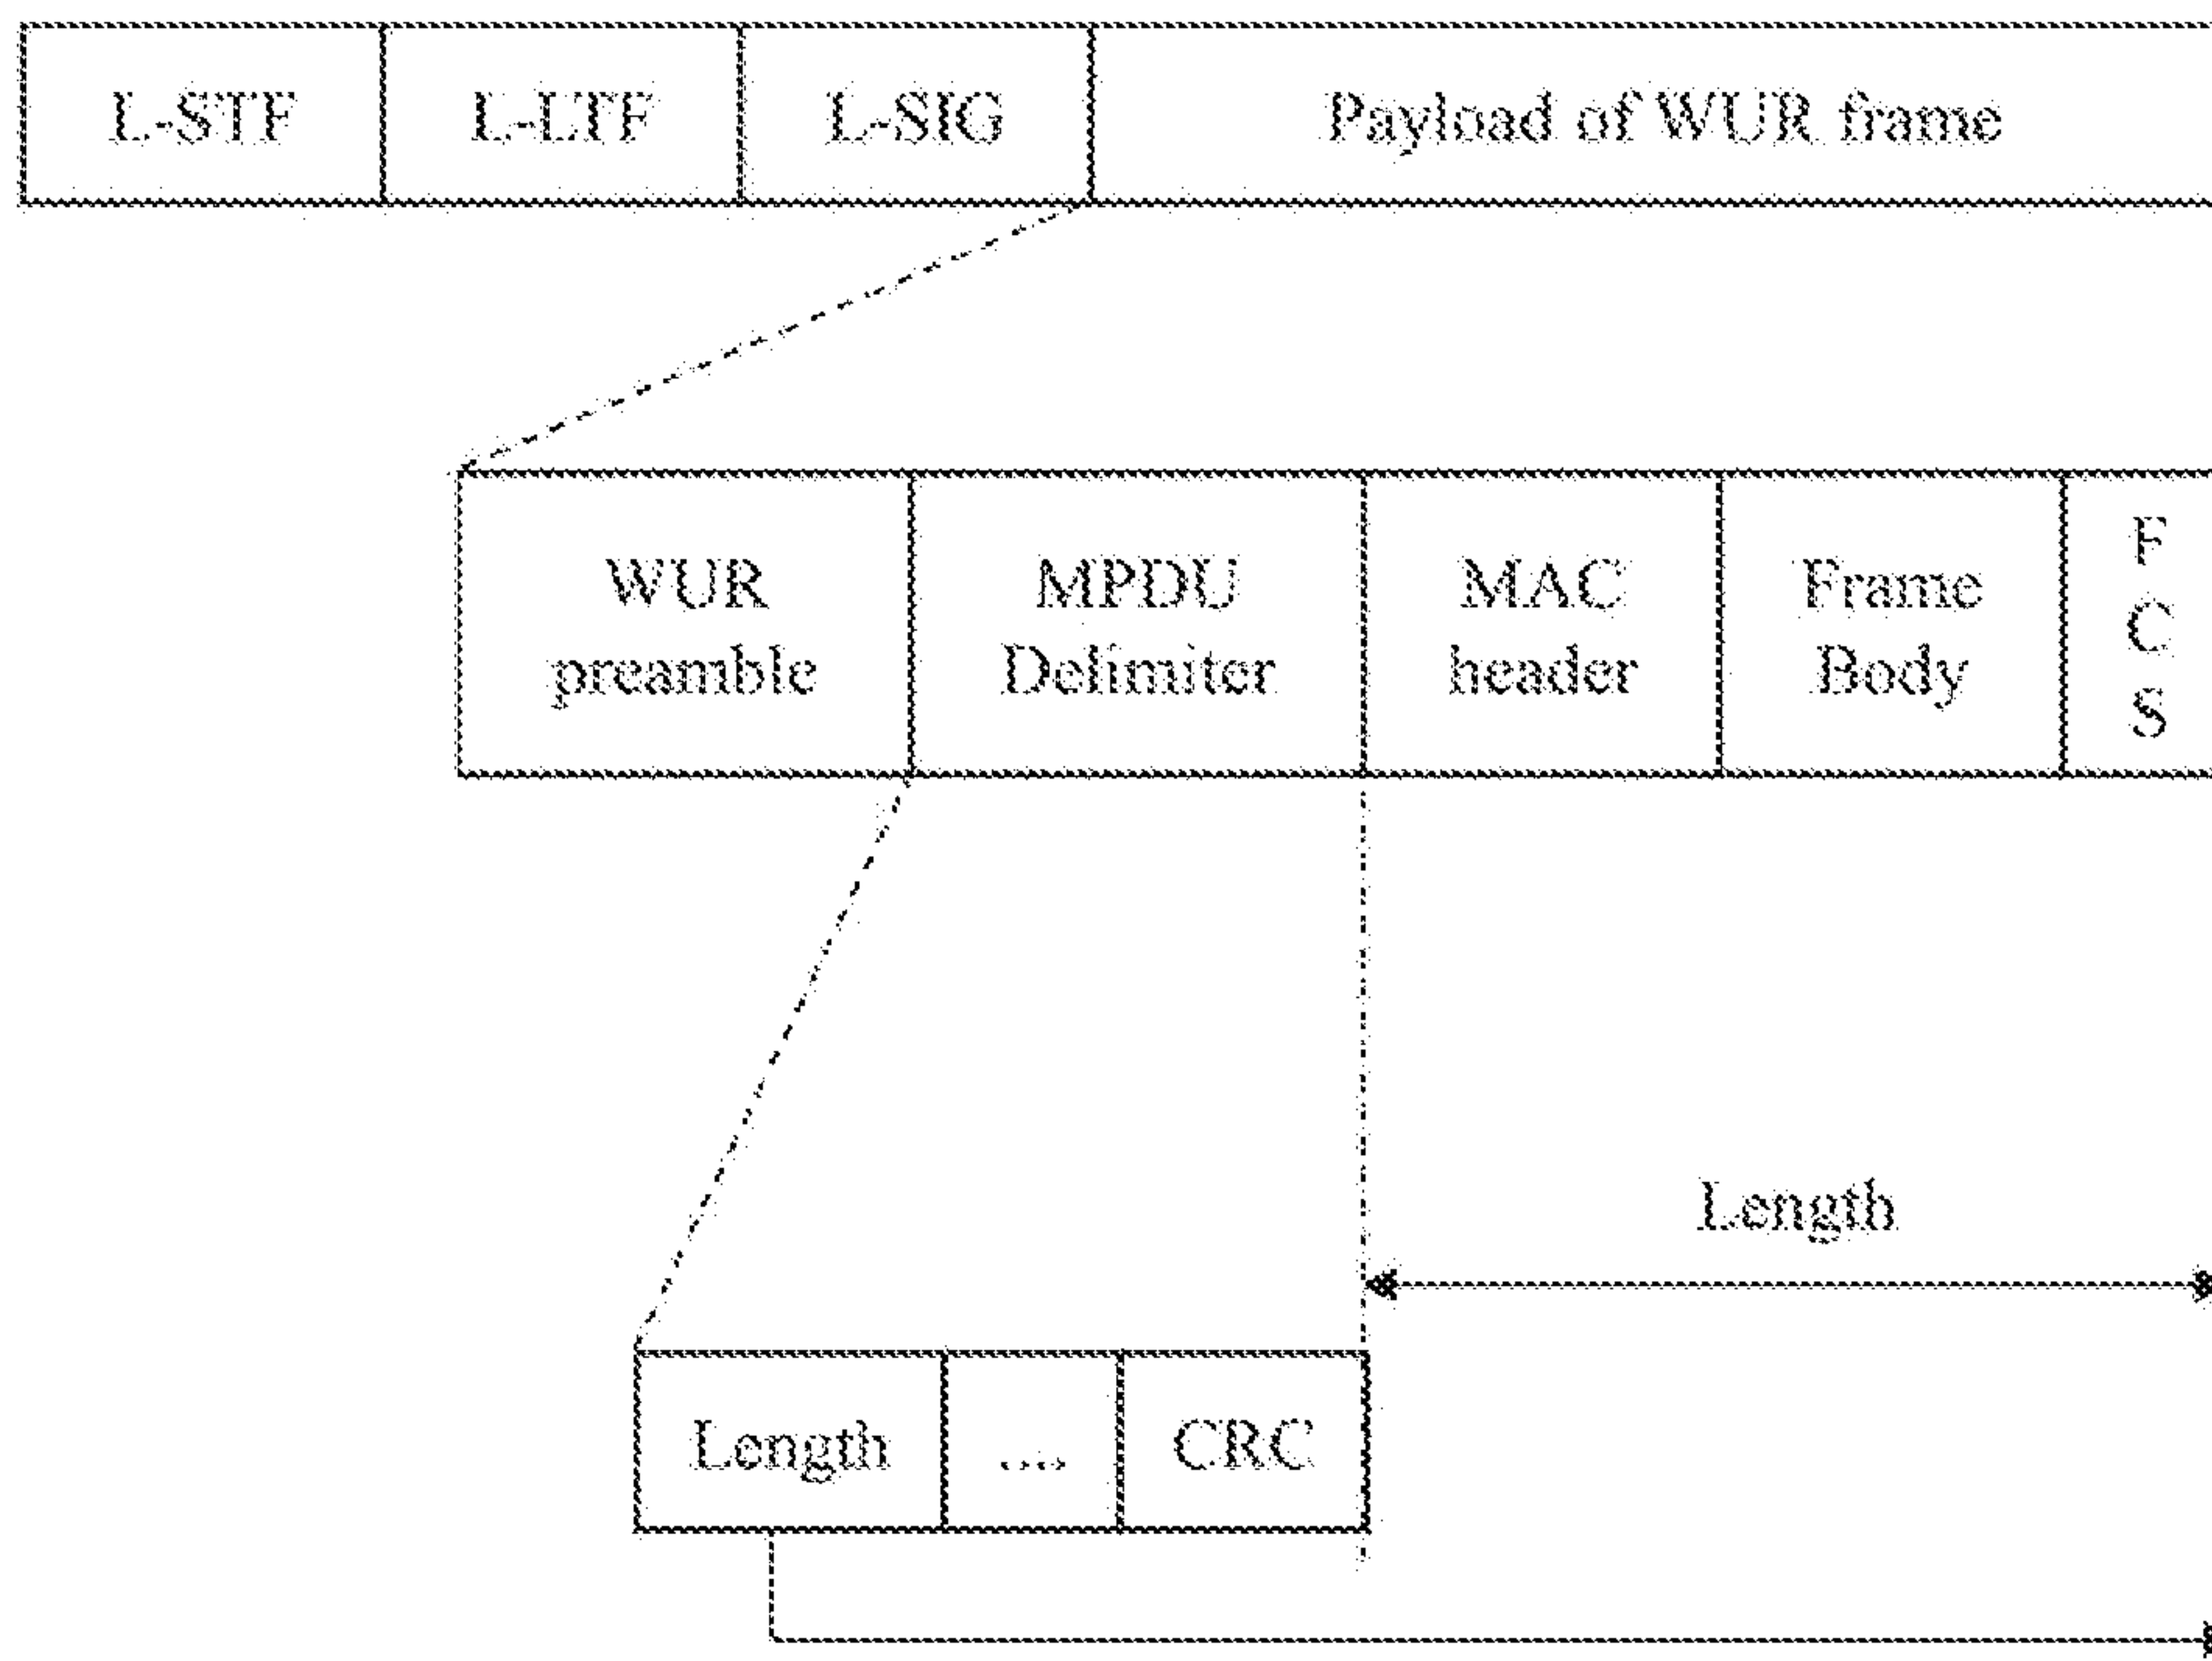 L-STF
L-LTF
L-SIG
Payload of WUR frame
WUR
preamble
MPDU
Delimiter
MAC
header
Frame
Body
F
C
S
Length
Length
...
CRC